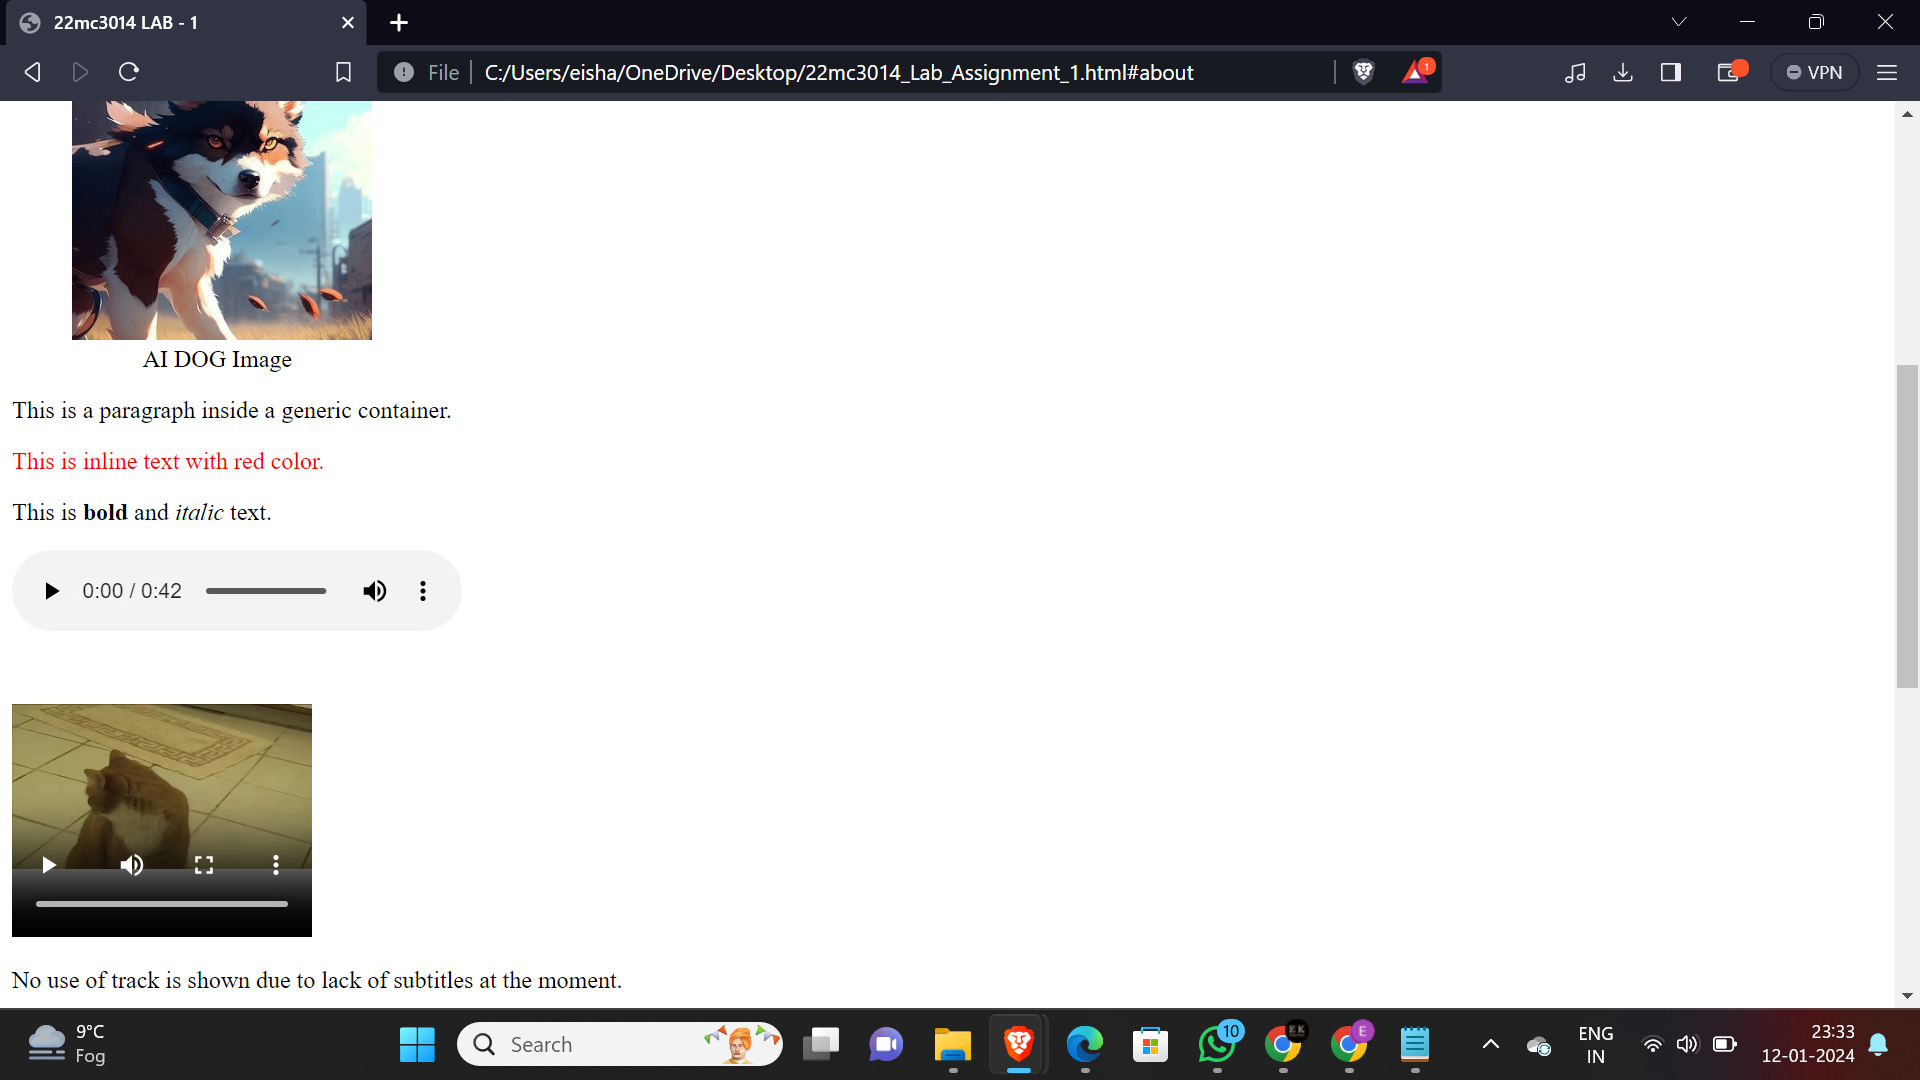 22mc3014 LAB - 1
File
C:/Users/eisha/OneDrive/Desktop/22mc3014_Lab_Assignment_1.html#about
1
VPN
AI DOG Image
This is a paragraph inside a generic container.
This is inline text with red color.
This is bold and italic text.
0:00 / 0:42
No use of track is shown due to lack of subtitles at the moment.
9°C
Fog
Search
10
EK
E
ENG
IN
23:33
12-01-2024